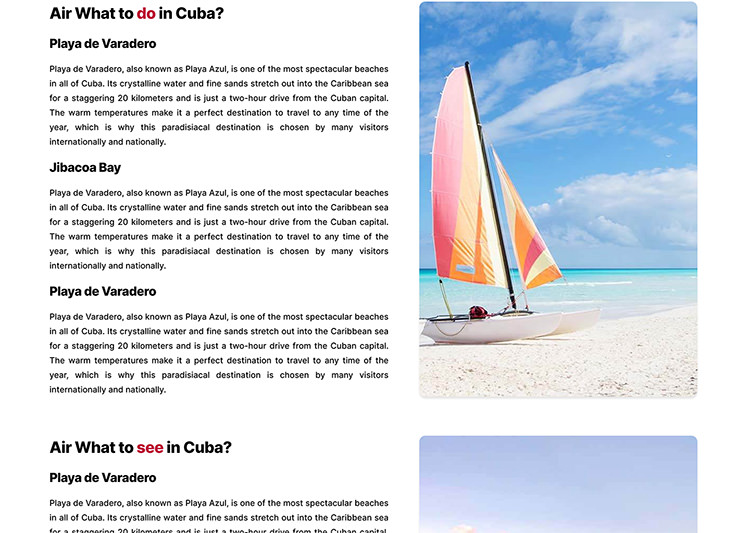 Air What to do in Cuba?
Playa de Varadero
Playa de Varadero, also known as Playa Azul, is one of the most spectacular beaches
in all of Cuba. Its crystalline water and fine sands stretch out into the Caribbean sea
for a staggering 20 kilometers and is just a two-hour drive from the Cuban capital.
The warm temperatures make it a perfect destination to travel to any time of the
year, which is why this paradisiacal destination is chosen by many visitors
internationally and nationally.
Jibacoa Bay
Playa de Varadero, also known as Playa Azul, is one of the most spectacular beaches
in all of Cuba. Its crystalline water and fine sands stretch out into the Caribbean sea
for a staggering 20 kilometers and is just a two-hour drive from the Cuban capital.
The warm temperatures make it a perfect destination to travel to any time of the
year, which is why this paradisiacal destination is chosen by many visitors
internationally and nationally.
Playa de Varadero
Playa de Varadero, also known as Playa Azul, is one of the most spectacular beaches
in all of Cuba. Its crystalline water and fine sands stretch out into the Caribbean sea
for a staggering 20 kilometers and is just a two-hour drive from the Cuban capital.
The warm temperatures make it a perfect destination to travel to any time of the
year, which is why this paradisiacal destination is chosen by many visitors
internationally and nationally.
Air What to see in Cuba?
Playa de Varadero
Playa de Varadero, also known as Playa Azul, is one of the most spectacular beaches
in all of Cuba. Its crystalline water and fine sands stretch out into the Caribbean sea
for a staggering 20 kilometers and is just a two-hour drive from the Cuban capital.